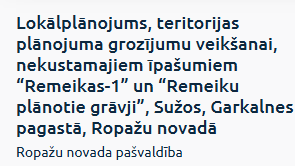 Lokālplānojums, teritorijas
plānojuma grozījumu veikšanai,
nekustamajiem īpašumiem
“Remeikas-1” un “Remeiku
plānotie grāvji”, Sužos, Garkalnes
pagastā, Ropažu novadā
Ropažu novada pašvaldība